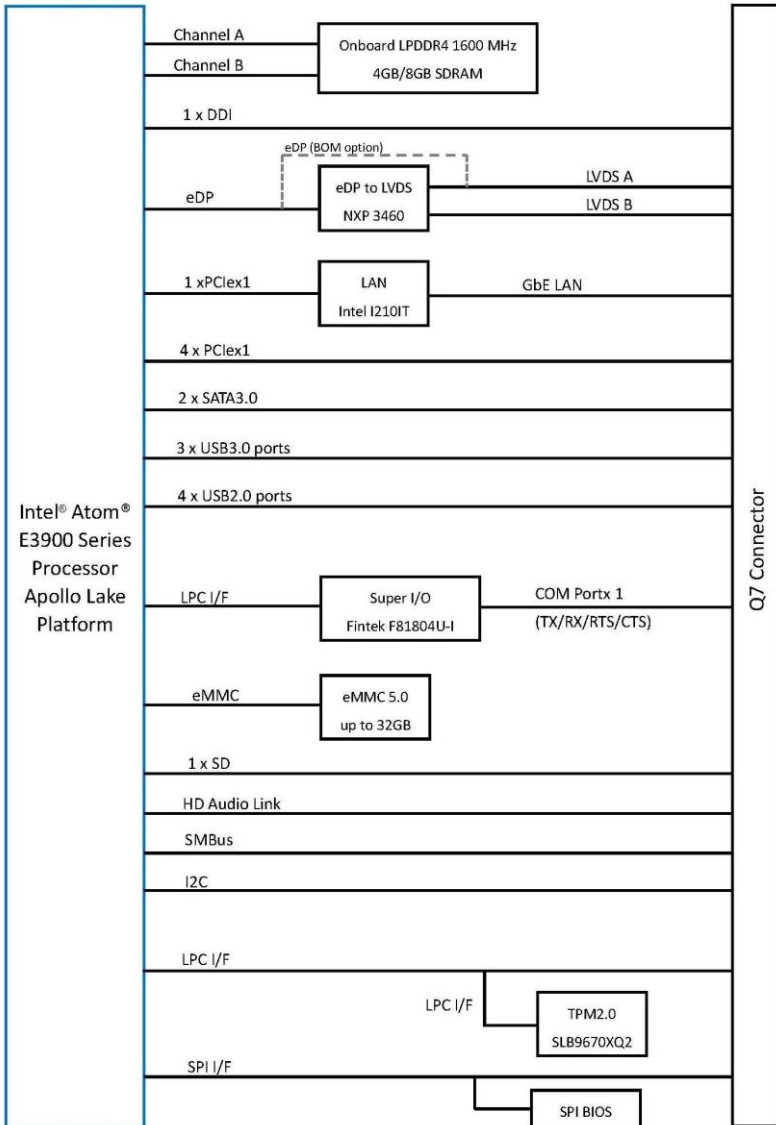 Channel A
Onboard LPDDR4 1600 MHz
Channel B
4GB/8GB SDRAM
1 x DDI
eDP (BOM option)
eDP
eDP to LVDS
NXP 3460
LVDS A
LVDS B
1 xPCIex1
LAN
Intel I210IT
GbE LAN
4 x PCIex1
2 x SATA3.0
3 x USB3.0 ports
4 x USB2.0 ports
Intel® Atom®
E3900 Series
Processor
Apollo Lake
Platform
Q7 Connector
LPC I/F
Super I/O
Fintek F81804U-I
COM Portx 1
(TX/RX/RTS/CTS)
eMMC
eMMC 5.0
up to 32GB
1 x SD
HD Audio Link
SMBus
I2C
LPC I/F
LPC I/F
TPM2.0
SLB9670XQ2
SPI I/F
SPI BIOS